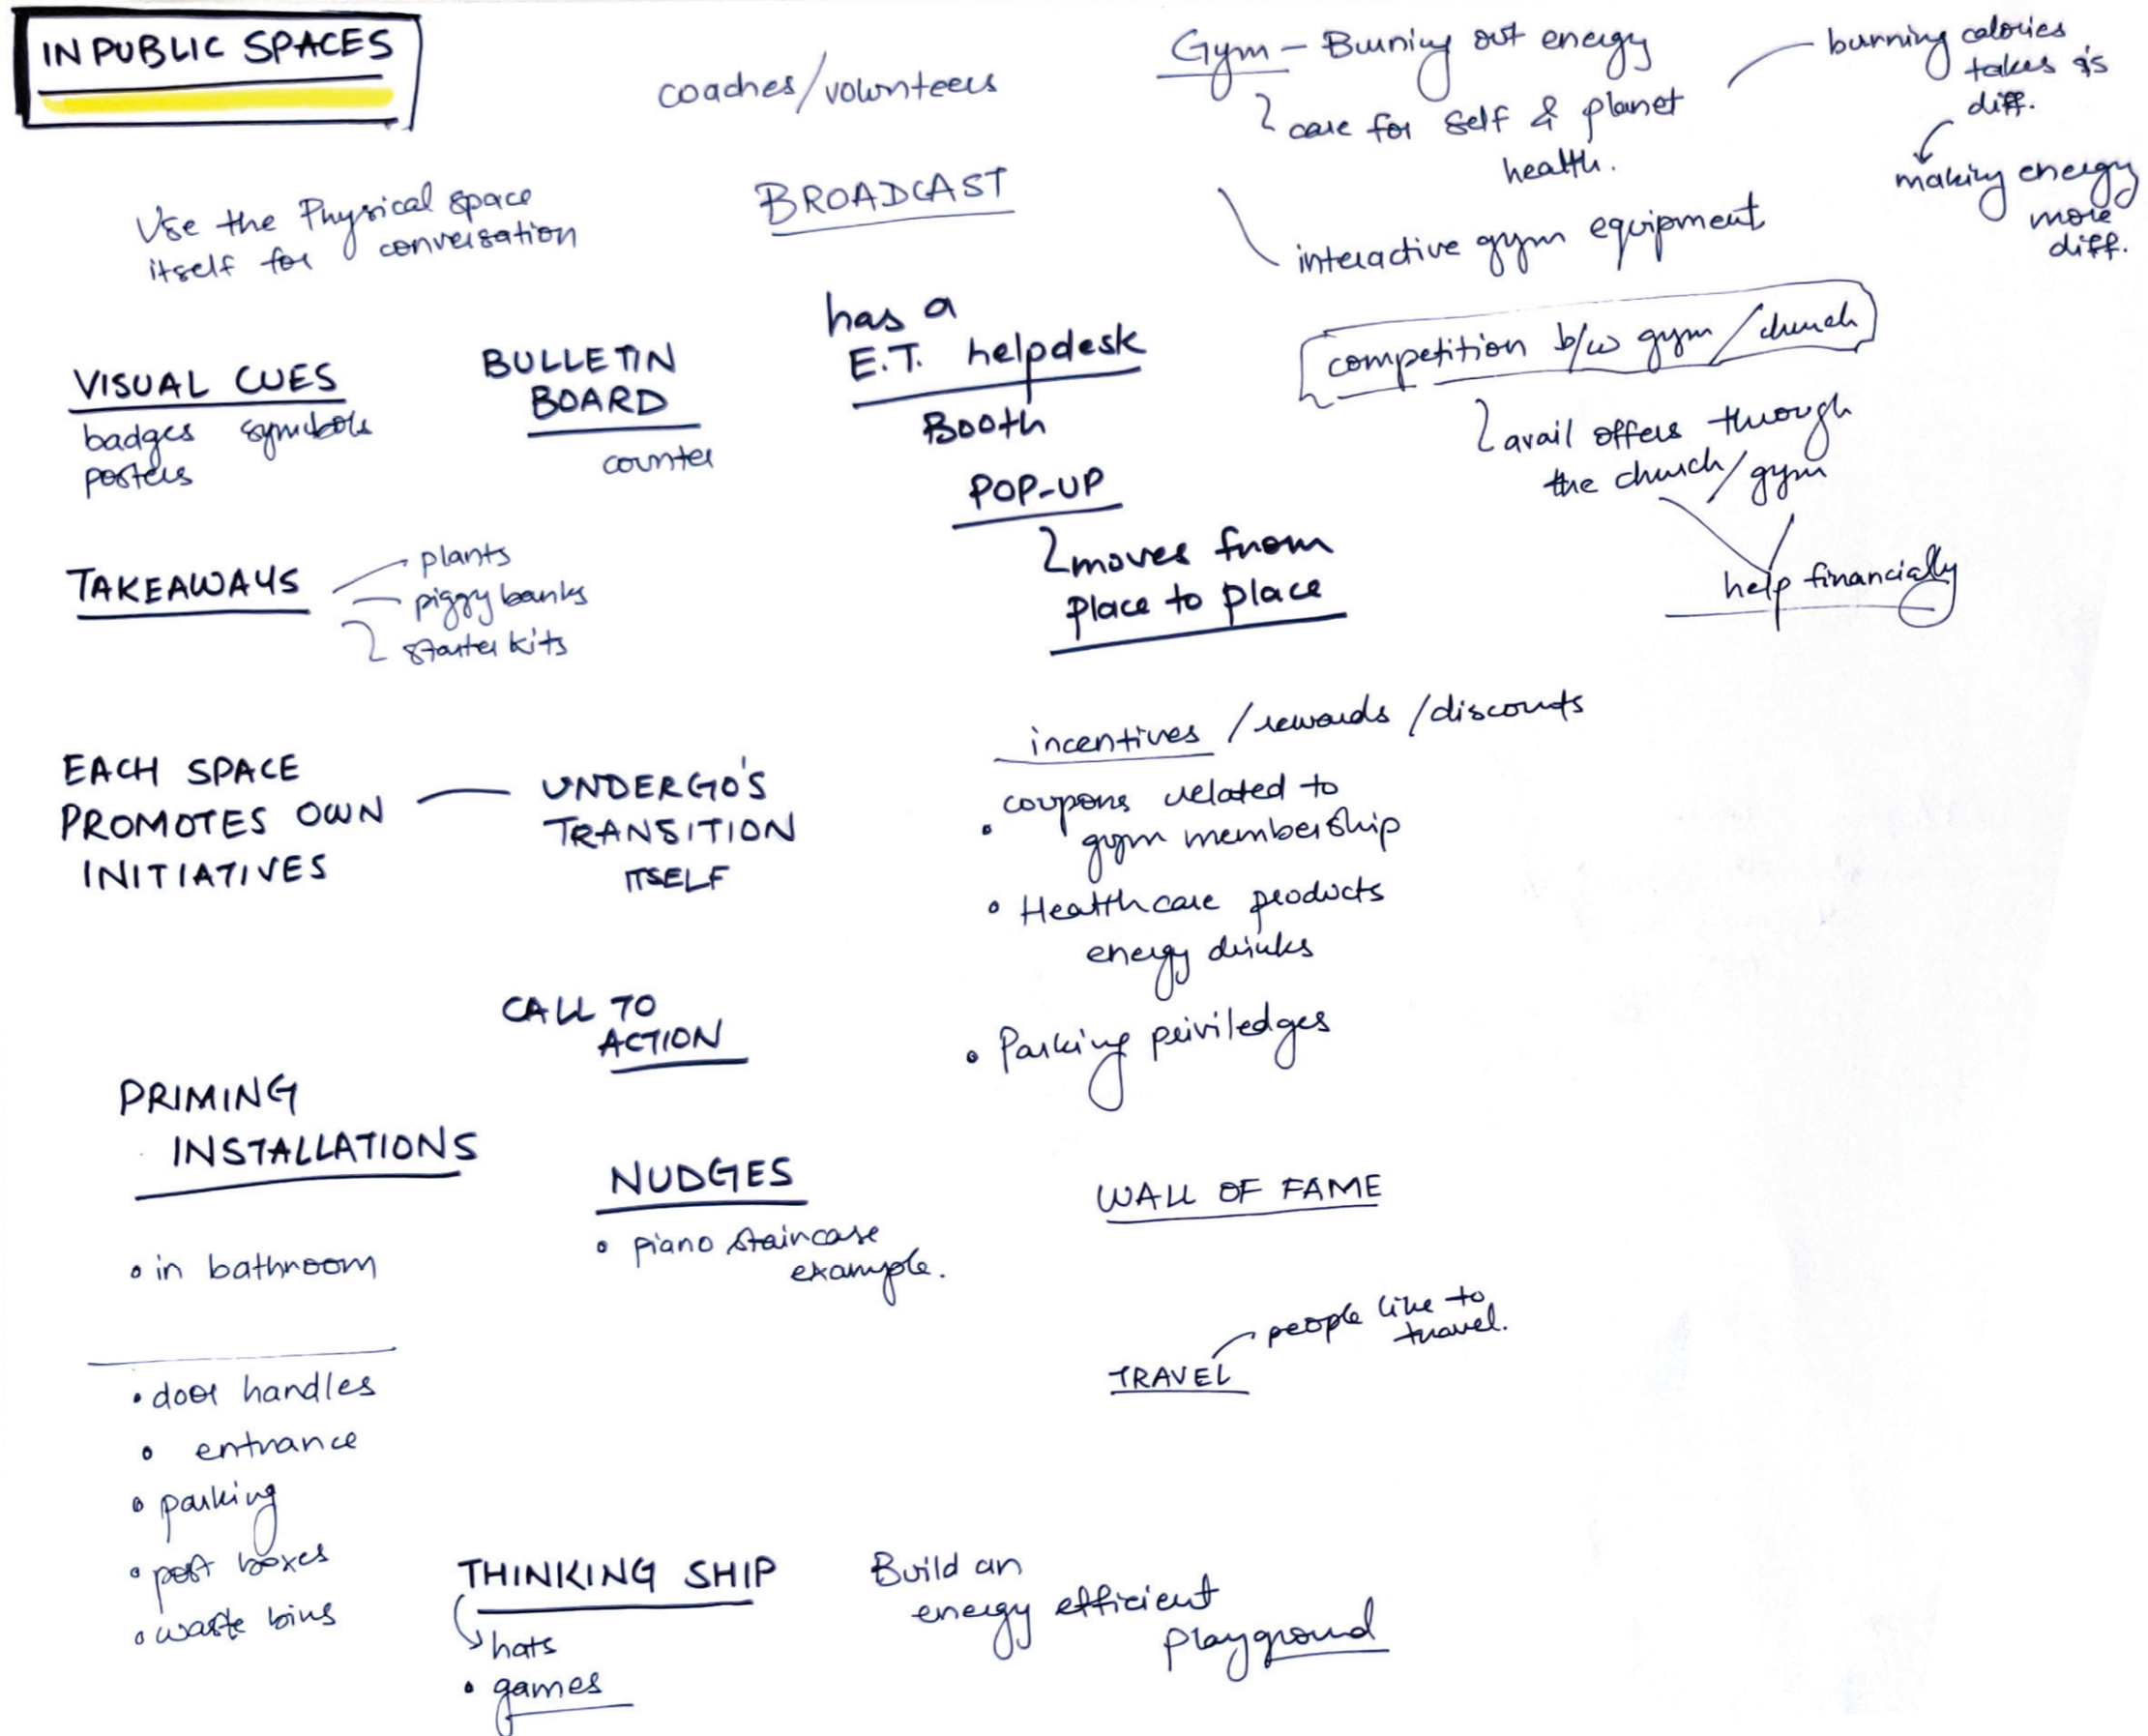 IN PUBLIC SPACES
coaches/volunteers
Gym - Burning out energy
care for self & planet
health.
burning calories
takes is
diff.
making energy
more
diff.
Use the Physical space
itself for conversation
BROADCAST
interactive gym equipment
has a
E.T. helpdesk
Booth
POP-UP
moves from
place to place
competition b/w gym/church
avail offers through
the church/gym
help financially
VISUAL CUES
badges symbols
posters
BULLETIN
BOARD
counter
TAKEAWAYS
plants
piggy banks
starter kits
EACH SPACE
PROMOTES OWN
INITIATIVES
UNDERGO'S
TRANSITION
ITSELF
incentives /rewards /discounts
• coupons related to
gym membership
• Healthcare products
energy drinks
• Parking priviledges
CALL TO
ACTION
PRIMING
INSTALLATIONS
• in bathroom
• door handles
• entrance
• parking
• post boxes
• waste bins
NUDGES
• piano staircase
example.
WALL OF FAME
TRAVEL
people like to
travel.
THINKING SHIP
hats
• games
Build an
energy efficient
playground